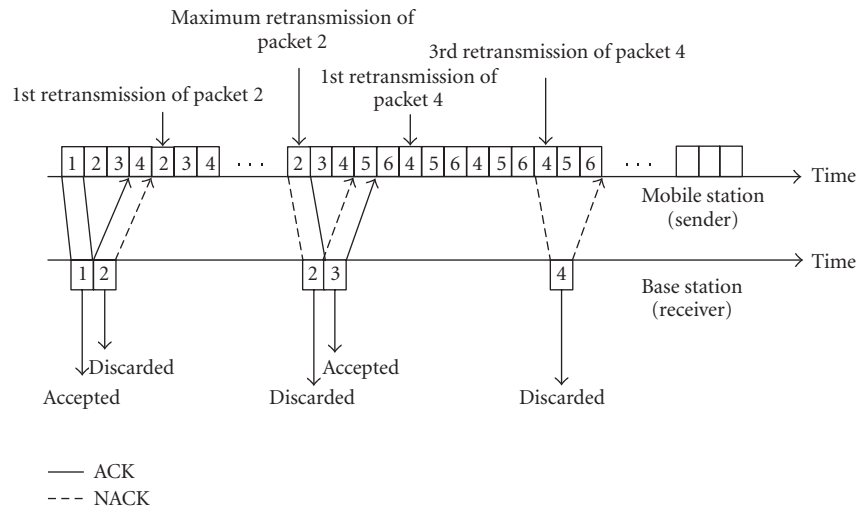 Maximum retransmission of
packet 2
3rd retransmission of packet 4
1st retransmission of
packet 4
1st retransmission of packet 2
1 2 3 4 2 3 4 . . . 2 3 4 5 6 4 5 6 4 5 6 4 5 6 . . .
Time
Mobile station
(sender)
Time
1 2 2 3 4
Base station
(receiver)
Discarded
Accepted
Accepted
Discarded
Discarded
ACK
NACK